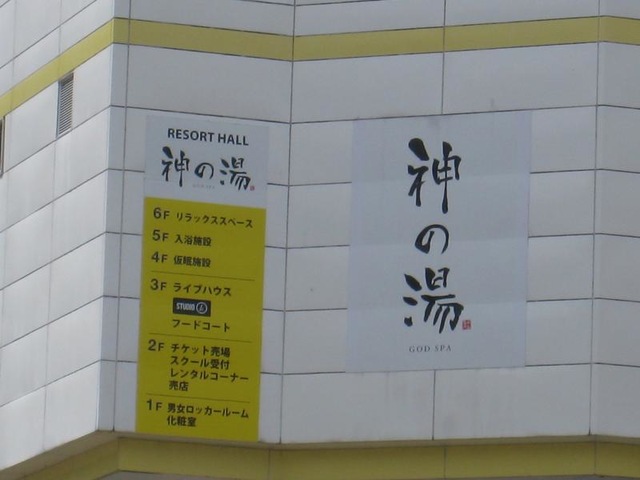 RESORT HALL
神の湯
6F リラックススペース
5F 入浴施設
4F 仮眠施設
3F ライブハウス
STUDIO
フードコート
2F チケット売場
スクール受付
レンタルコーナー
売店
1F 男女ロッカールーム
化粧室
神の湯
GOD SPA